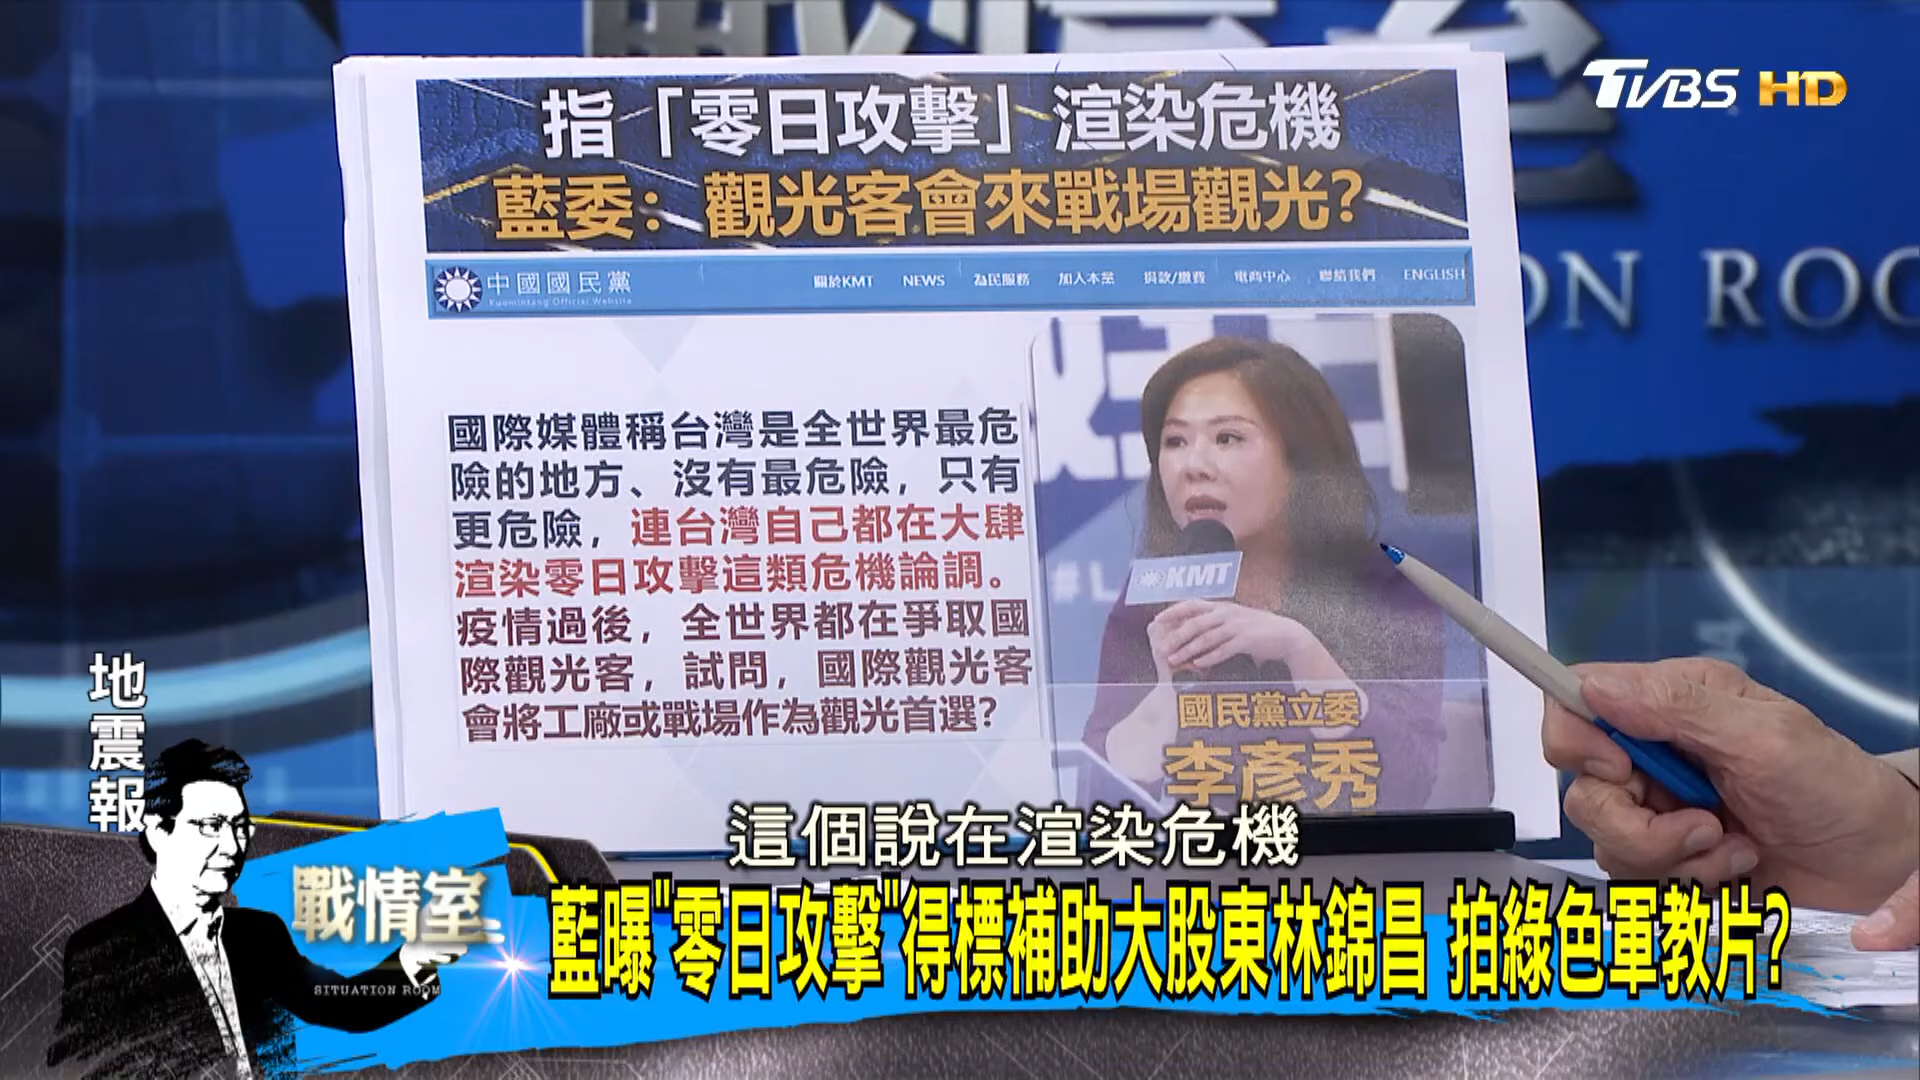 TVBS HD
指「零日攻擊」渲染危機
藍委：觀光客會來戰場觀光？
中國國民黨
Kuomintang Official Website
關於KMT NEWS 為民服務 加入本黨 捐款/繳費 電商中心 聯絡我們 ENGLISH
國際媒體稱台灣是全世界最危
險的地方、沒有最危險，只有
更危險，連台灣自己都在大肆
渲染零日攻擊這類危機論調。
疫情過後，全世界都在爭取國
際觀光客，試問，國際觀光客
會將工廠或戰場作為觀光首選？
KMT
#L
國民黨立委
李彥秀
ON ROO
地震報
這個說在渲染危機
戰情室
SITUATION ROOM
藍曝"零日攻擊"得標補助大股東林錦昌 拍綠色軍教片？